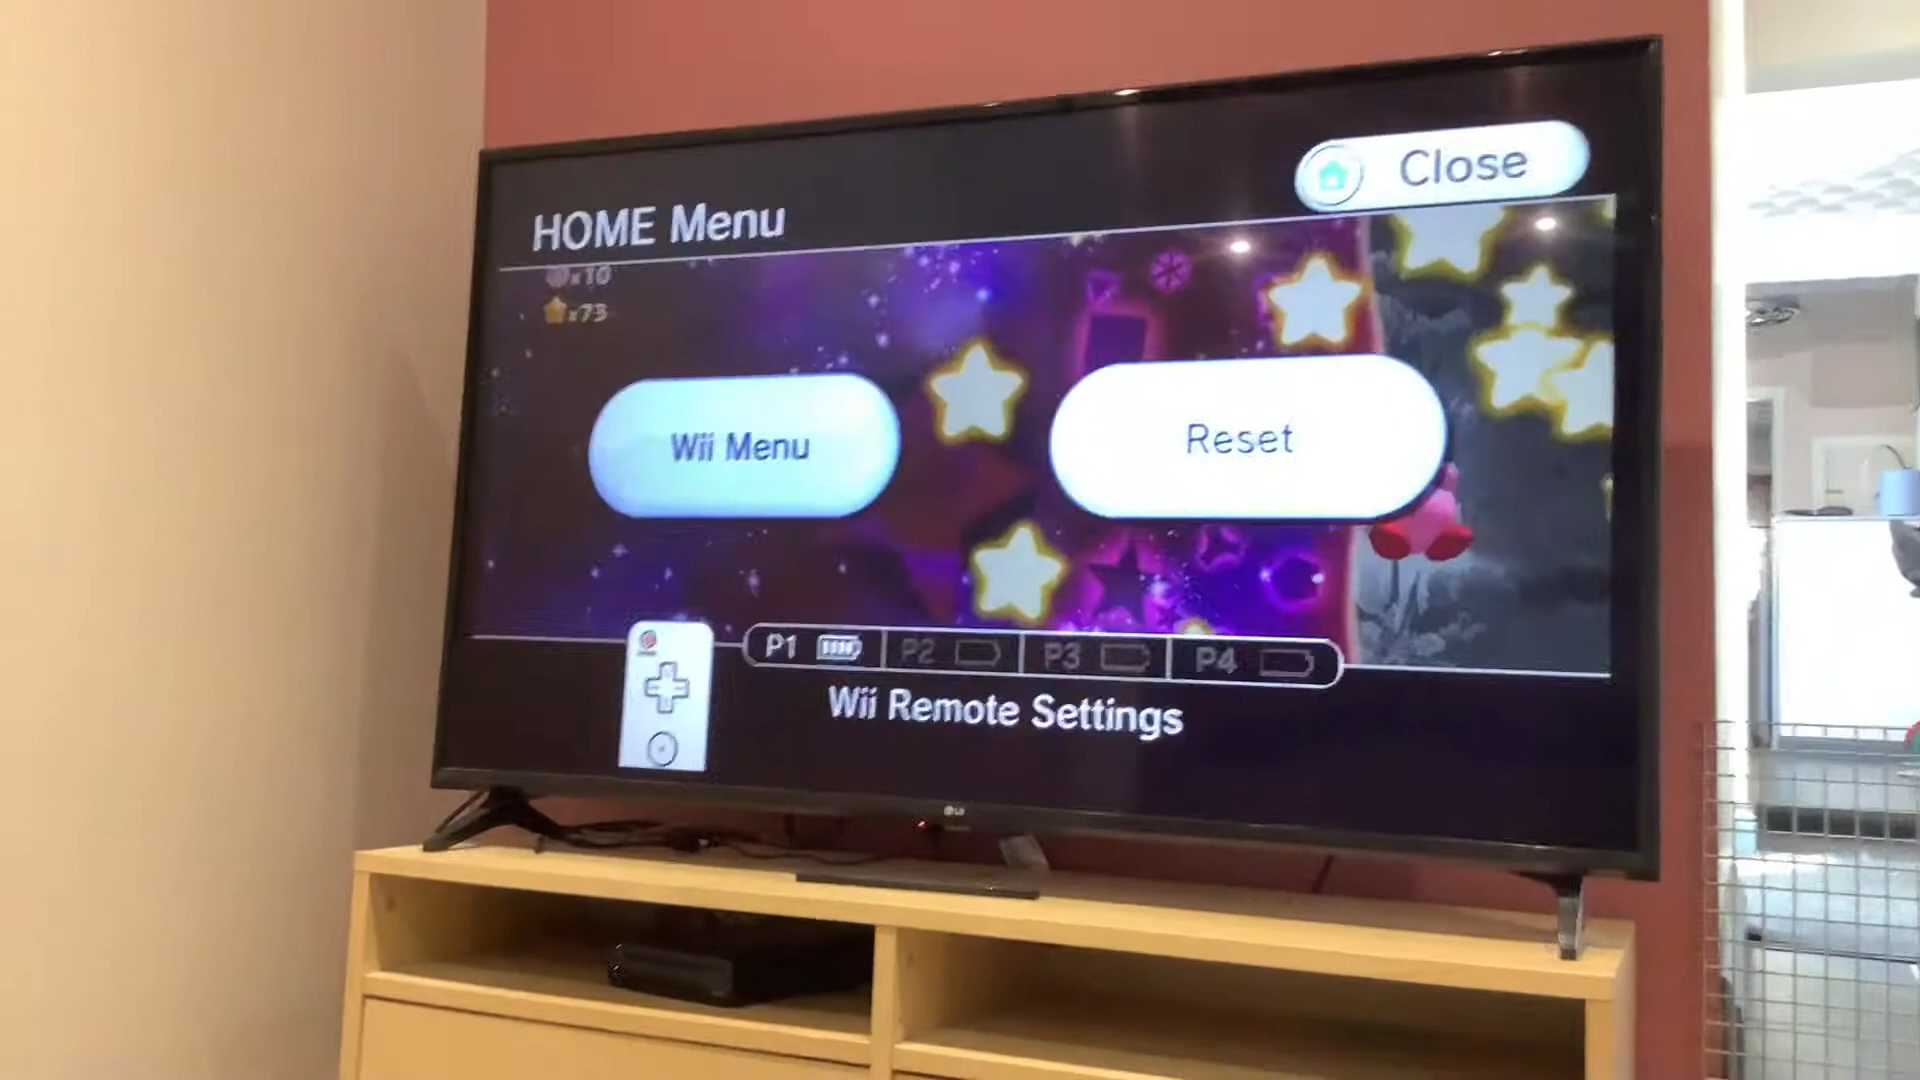 Close
HOME Menu
x10
x73
Wii Menu
Reset
P1 P2 P3 P4
Wii Remote Settings
LG